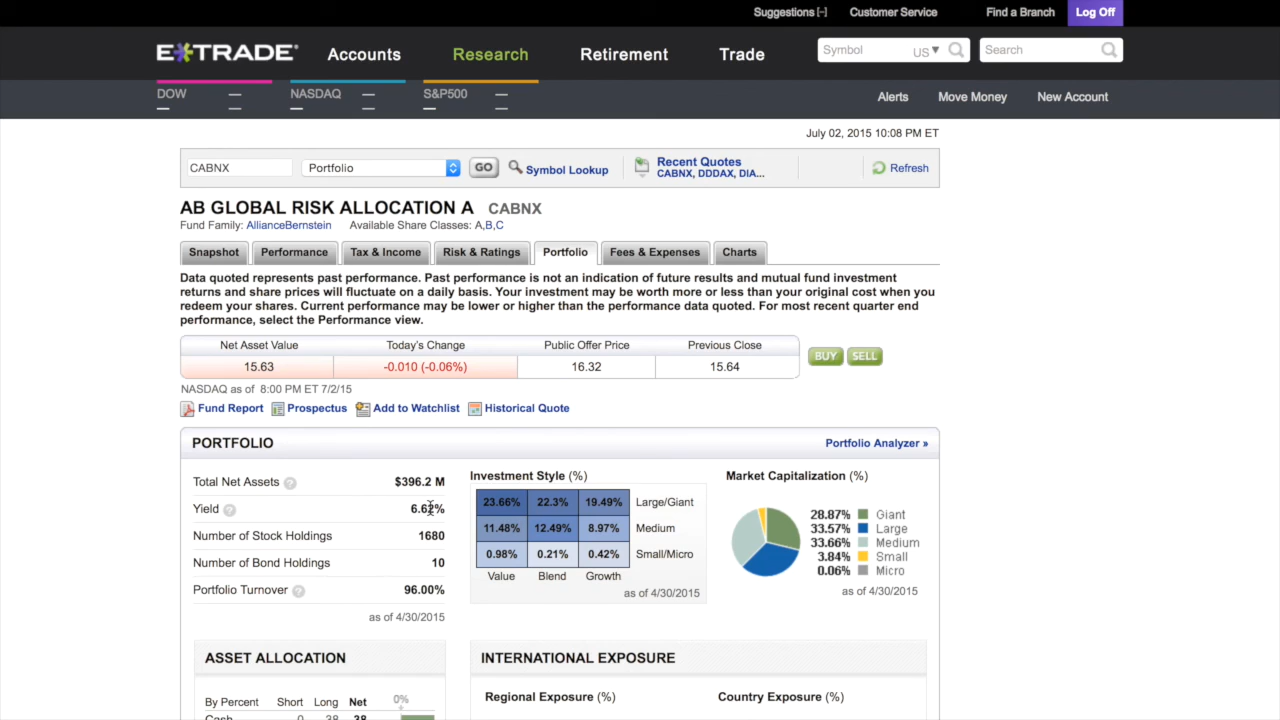 Suggestions [-] Customer Service Find a Branch Log Off
E*TRADE Accounts Research Retirement Trade Symbol US Search
DOW — NASDAQ — S&P500 —
— — — — — —
Alerts Move Money New Account
July 02, 2015 10:08 PM ET
CABNX Portfolio GO Symbol Lookup Recent Quotes Refresh
CABNX, DDDAX, DIA...
AB GLOBAL RISK ALLOCATION A CABNX
Fund Family: AllianceBernstein Available Share Classes: A,B,C
Snapshot Performance Tax & Income Risk & Ratings Portfolio Fees & Expenses Charts
Data quoted represents past performance. Past performance is not an indication of future results and mutual fund investment
returns and share prices will fluctuate on a daily basis. Your investment may be worth more or less than your original cost when you
redeem your shares. Current performance may be lower or higher than the performance data quoted. For most recent quarter end
performance, select the Performance view.
Net Asset Value Today's Change Public Offer Price Previous Close
15.63 -0.010 (-0.06%) 16.32 15.64 BUY SELL
NASDAQ as of 8:00 PM ET 7/2/15
Fund Report Prospectus Add to Watchlist Historical Quote
PORTFOLIO Portfolio Analyzer »
Total Net Assets ? $396.2 M
Yield ? 6.62%
Number of Stock Holdings 1680
Number of Bond Holdings 10
Portfolio Turnover ? 96.00%
as of 4/30/2015
Investment Style (%)
23.66% 22.3% 19.49% Large/Giant
11.48% 12.49% 8.97% Medium
0.98% 0.21% 0.42% Small/Micro
Value Blend Growth
as of 4/30/2015
Market Capitalization (%)
28.87% Giant
33.57% Large
33.66% Medium
3.84% Small
0.06% Micro
as of 4/30/2015
ASSET ALLOCATION
By Percent Short Long Net 0%
Cash 0 38 38
INTERNATIONAL EXPOSURE
Regional Exposure (%) Country Exposure (%)